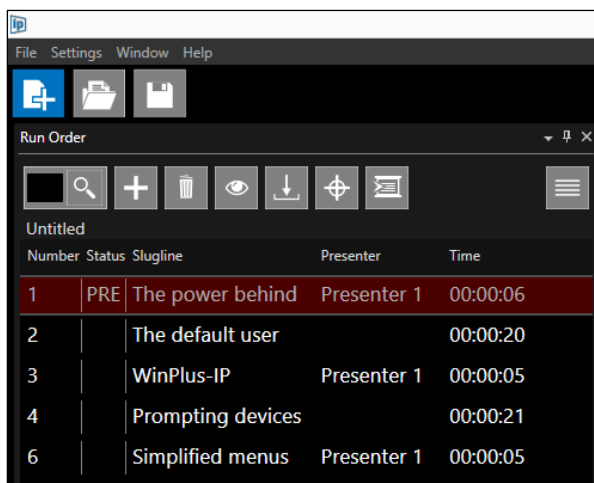 ip
File Settings Window Help
Run Order
Untitled
Number Status Slugline Presenter Time
1 PRE The power behind Presenter 1 00:00:06
2 The default user 00:00:20
3 WinPlus-IP Presenter 1 00:00:05
4 Prompting devices 00:00:21
6 Simplified menus Presenter 1 00:00:05